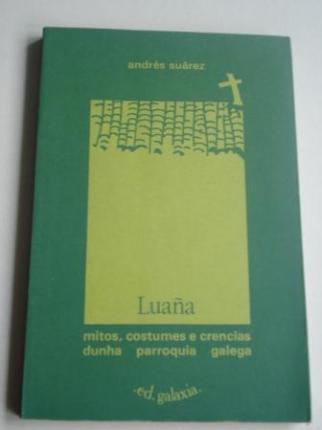 andrés suárez
Luaña
mitos, costumes e crencias
dunha parroquia galega
.ed. galaxia.